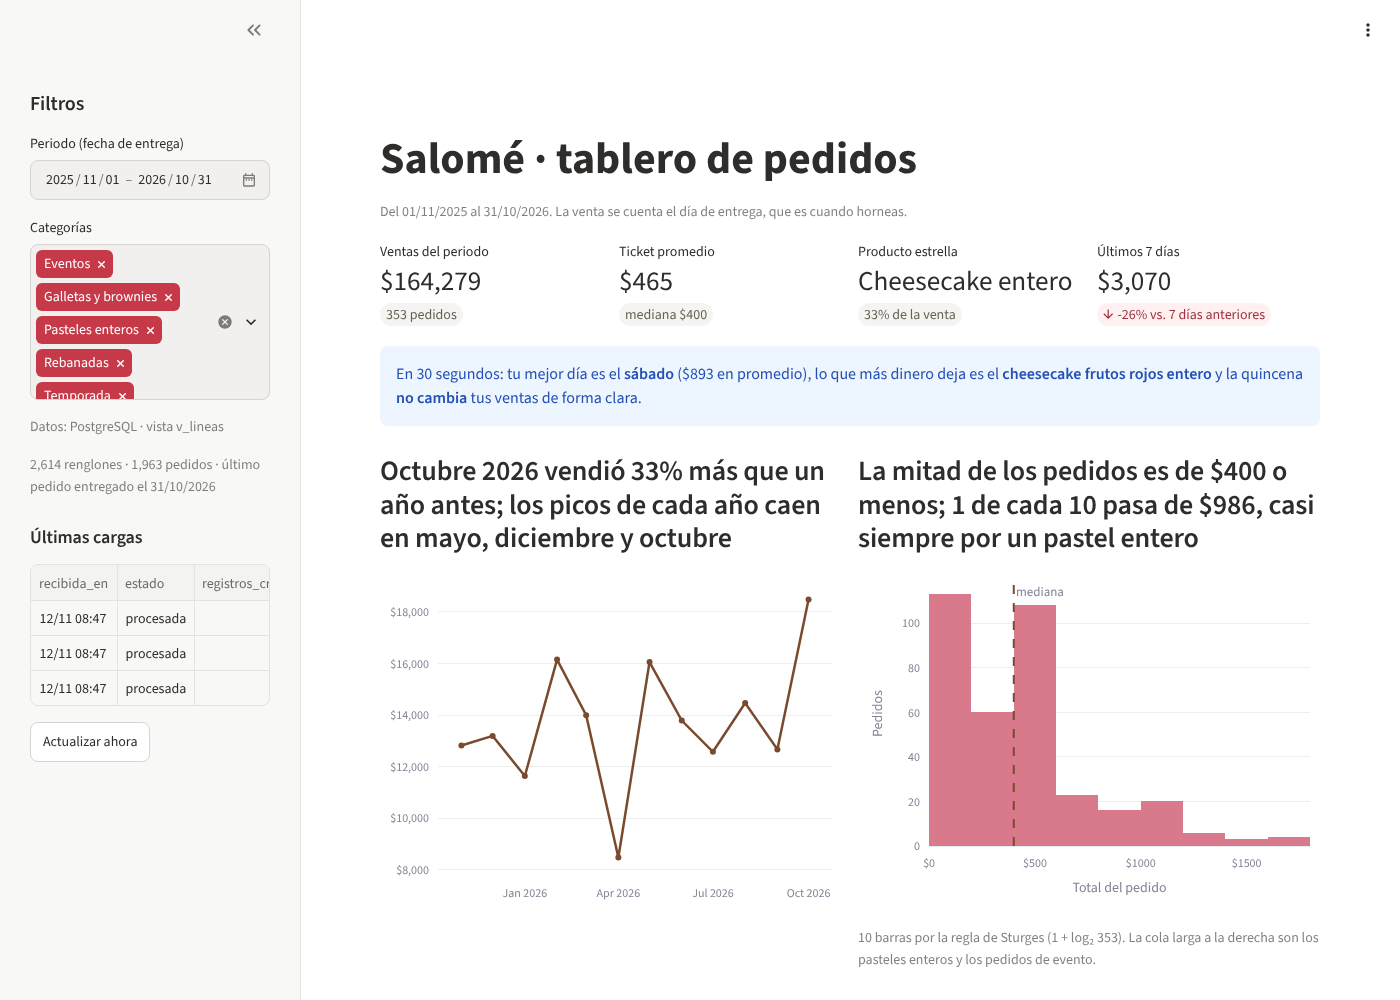 Filtros
Periodo (fecha de entrega)
2025 / 11 / 01 – 2026 / 10 / 31
Categorías
Eventos
Galletas y brownies
Pasteles enteros
Rebanadas
Temporada
Datos: PostgreSQL · vista v_lineas
2,614 renglones · 1,963 pedidos · último
pedido entregado el 31/10/2026
Últimas cargas
recibida_en estado registros_cr
12/11 08:47 procesada
12/11 08:47 procesada
12/11 08:47 procesada
Actualizar ahora
Salomé · tablero de pedidos
Del 01/11/2025 al 31/10/2026. La venta se cuenta el día de entrega, que es cuando horneas.
Ventas del periodo
$164,279
353 pedidos
Ticket promedio
$465
mediana $400
Producto estrella
Cheesecake entero
33% de la venta
Últimos 7 días
$3,070
-26% vs. 7 días anteriores
En 30 segundos: tu mejor día es el sábado ($893 en promedio), lo que más dinero deja es el cheesecake frutos rojos entero y la quincena
no cambia tus ventas de forma clara.
Octubre 2026 vendió 33% más que un
año antes; los picos de cada año caen
en mayo, diciembre y octubre
$18,000
$16,000
$14,000
$12,000
$10,000
$8,000
Jan 2026 Apr 2026 Jul 2026 Oct 2026
La mitad de los pedidos es de $400 o
menos; 1 de cada 10 pasa de $986, casi
siempre por un pastel entero
mediana
Pedidos
100
80
60
40
20
0
$0 $500 $1000 $1500
Total del pedido
10 barras por la regla de Sturges (1 + log₂ 353). La cola larga a la derecha son los
pasteles enteros y los pedidos de evento.